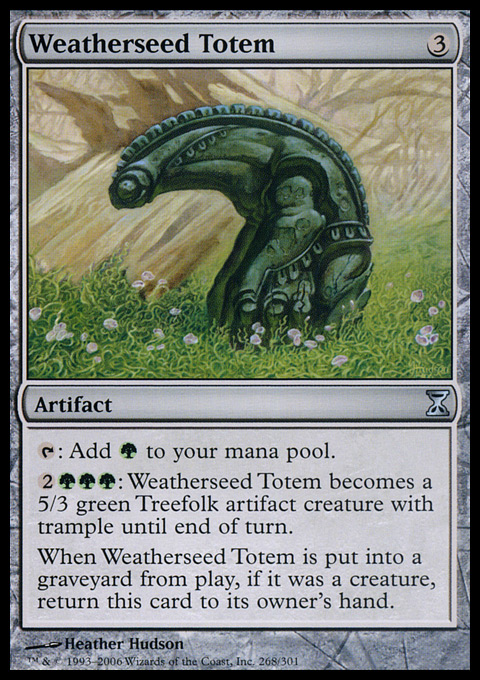 Weatherseed Totem 3
Artifact
: Add to your mana pool.
2 : Weatherseed Totem becomes a
5/3 green Treefolk artifact creature with
trample until end of turn.
When Weatherseed Totem is put into a
graveyard from play, if it was a creature,
return this card to its owner's hand.
Heather Hudson
™ & © 1993–2006 Wizards of the Coast, Inc. 268/301